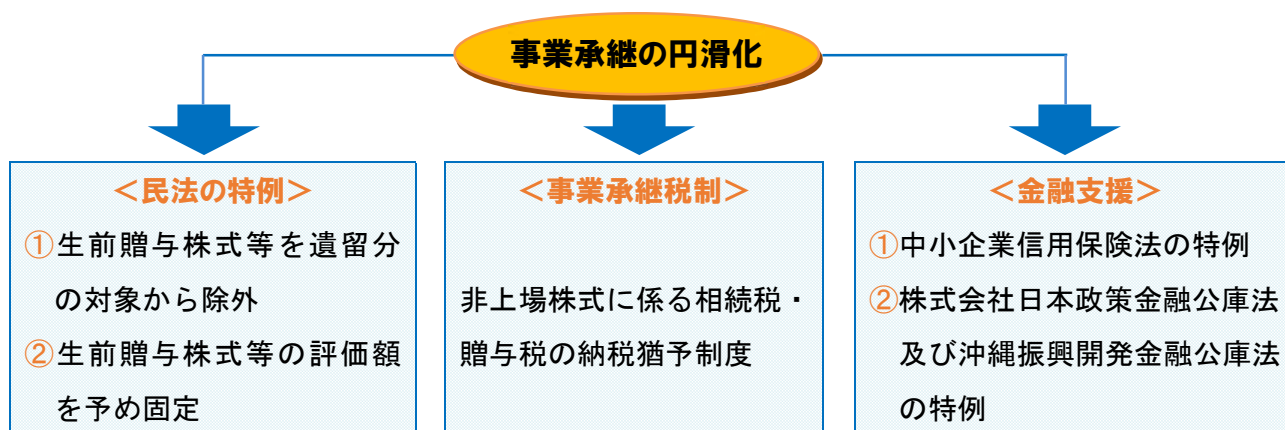 事業承継の円滑化
＜民法の特例＞
①生前贈与株式等を遺留分
の対象から除外
②生前贈与株式等の評価額
を予め固定
＜事業承継税制＞
非上場株式に係る相続税・
贈与税の納税猶予制度
＜金融支援＞
①中小企業信用保険法の特例
②株式会社日本政策金融公庫法
及び沖縄振興開発金融公庫法
の特例